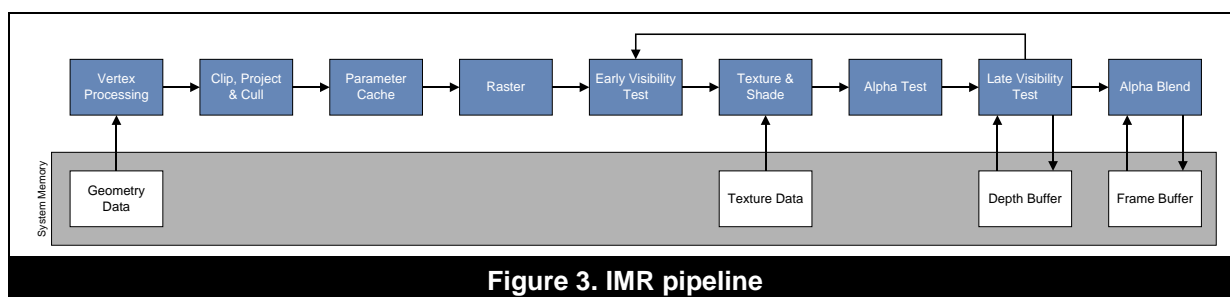 Vertex
Processing
Clip, Project
& Cull
Parameter
Cache
Raster
Early Visibility
Test
Texture &
Shade
Alpha Test
Late Visibility
Test
Alpha Blend
System Memory
Geometry
Data
Texture Data
Depth Buffer
Frame Buffer
Figure 3. IMR pipeline